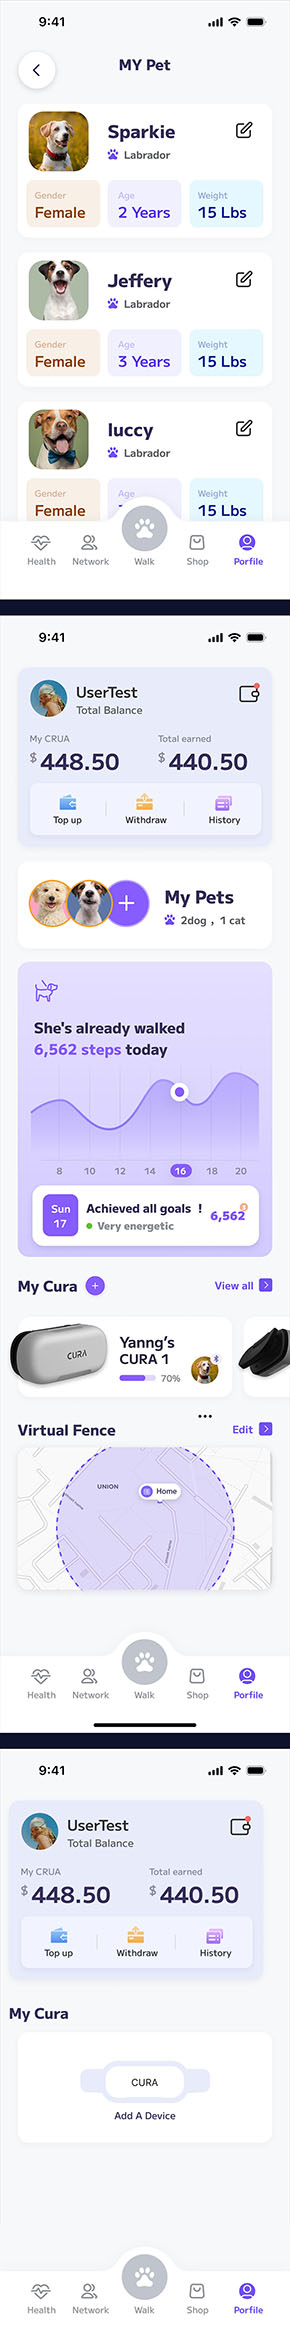 9:41
MY Pet
Sparkie
Labrador
Gender Age Weight
Female 2 Years 15 Lbs
Jeffery
Labrador
Gender Age Weight
Female 3 Years 15 Lbs
luccy
Labrador
Gender Age Weight
Female 15 Lbs
Health Network Walk Shop Porfile
9:41
UserTest
Total Balance
My CRUA Total earned
$ 448.50 $ 440.50
Top up Withdraw History
My Pets
2dog , 1 cat
She's already walked
6,562 steps today
8 10 12 14 16 18 20
Sun
17
Achieved all goals !
Very energetic
6,562
My Cura + View all
CURA
Yanng's
CURA 1
70%
Virtual Fence Edit
UNION
Home
Health Network Walk Shop Porfile
9:41
UserTest
Total Balance
My CRUA Total earned
$ 448.50 $ 440.50
Top up Withdraw History
My Cura
CURA
Add A Device
Health Network Walk Shop Porfile